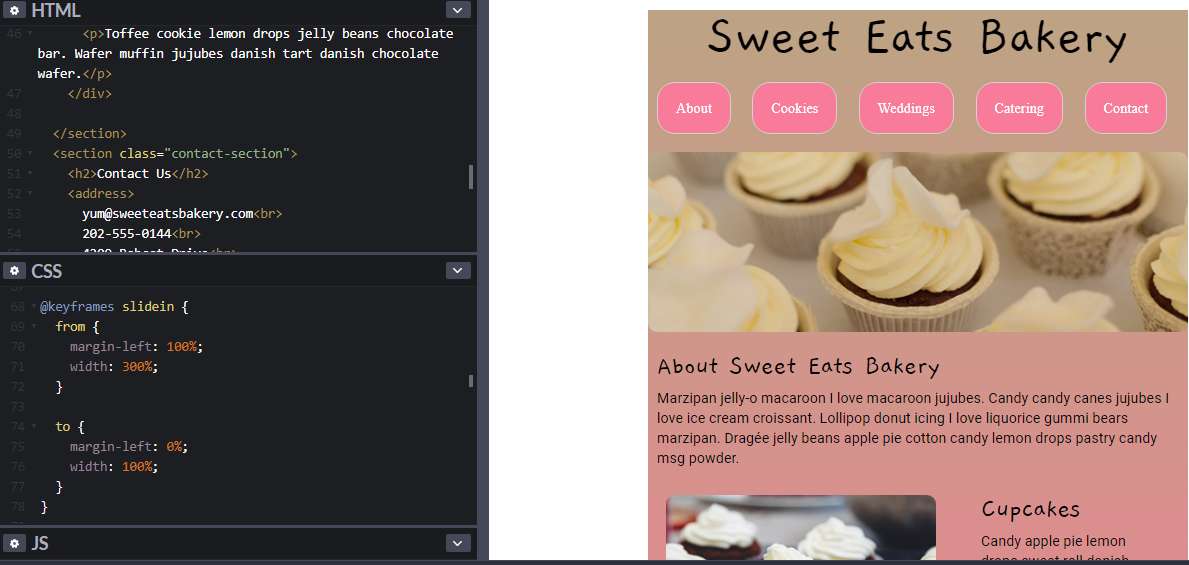 HTML
46 <p>Toffee cookie lemon drops jelly beans chocolate
bar. Wafer muffin jujubes danish tart danish chocolate
wafer.</p>
47 </div>
48
49 </section>
50 <section class="contact-section">
51 <h2>Contact Us</h2>
52 <address>
53 yum@sweeteatsbakery.com<br>
54 202-555-0144<br>
CSS
68 @keyframes slidein {
69 from {
70 margin-left: 100%;
71 width: 300%;
72 }
73
74 to {
75 margin-left: 0%;
76 width: 100%;
77 }
78 }
JS
Sweet Eats Bakery
About Cookies Weddings Catering Contact
About Sweet Eats Bakery
Marzipan jelly-o macaroon I love macaroon jujubes. Candy candy canes jujubes I
love ice cream croissant. Lollipop donut icing I love liquorice gummi bears
marzipan. Dragée jelly beans apple pie cotton candy lemon drops pastry candy
msg powder.
Cupcakes
Candy apple pie lemon
drops sweet roll danish